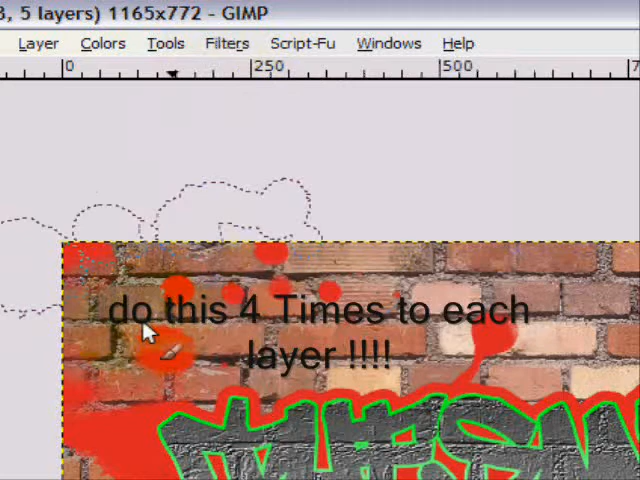 3, 5 layers) 1165x772 - GIMP
Layer Colors Tools Filters Script-Fu Windows Help
0 250 500 7
do this 4 Times to each
layer !!!!